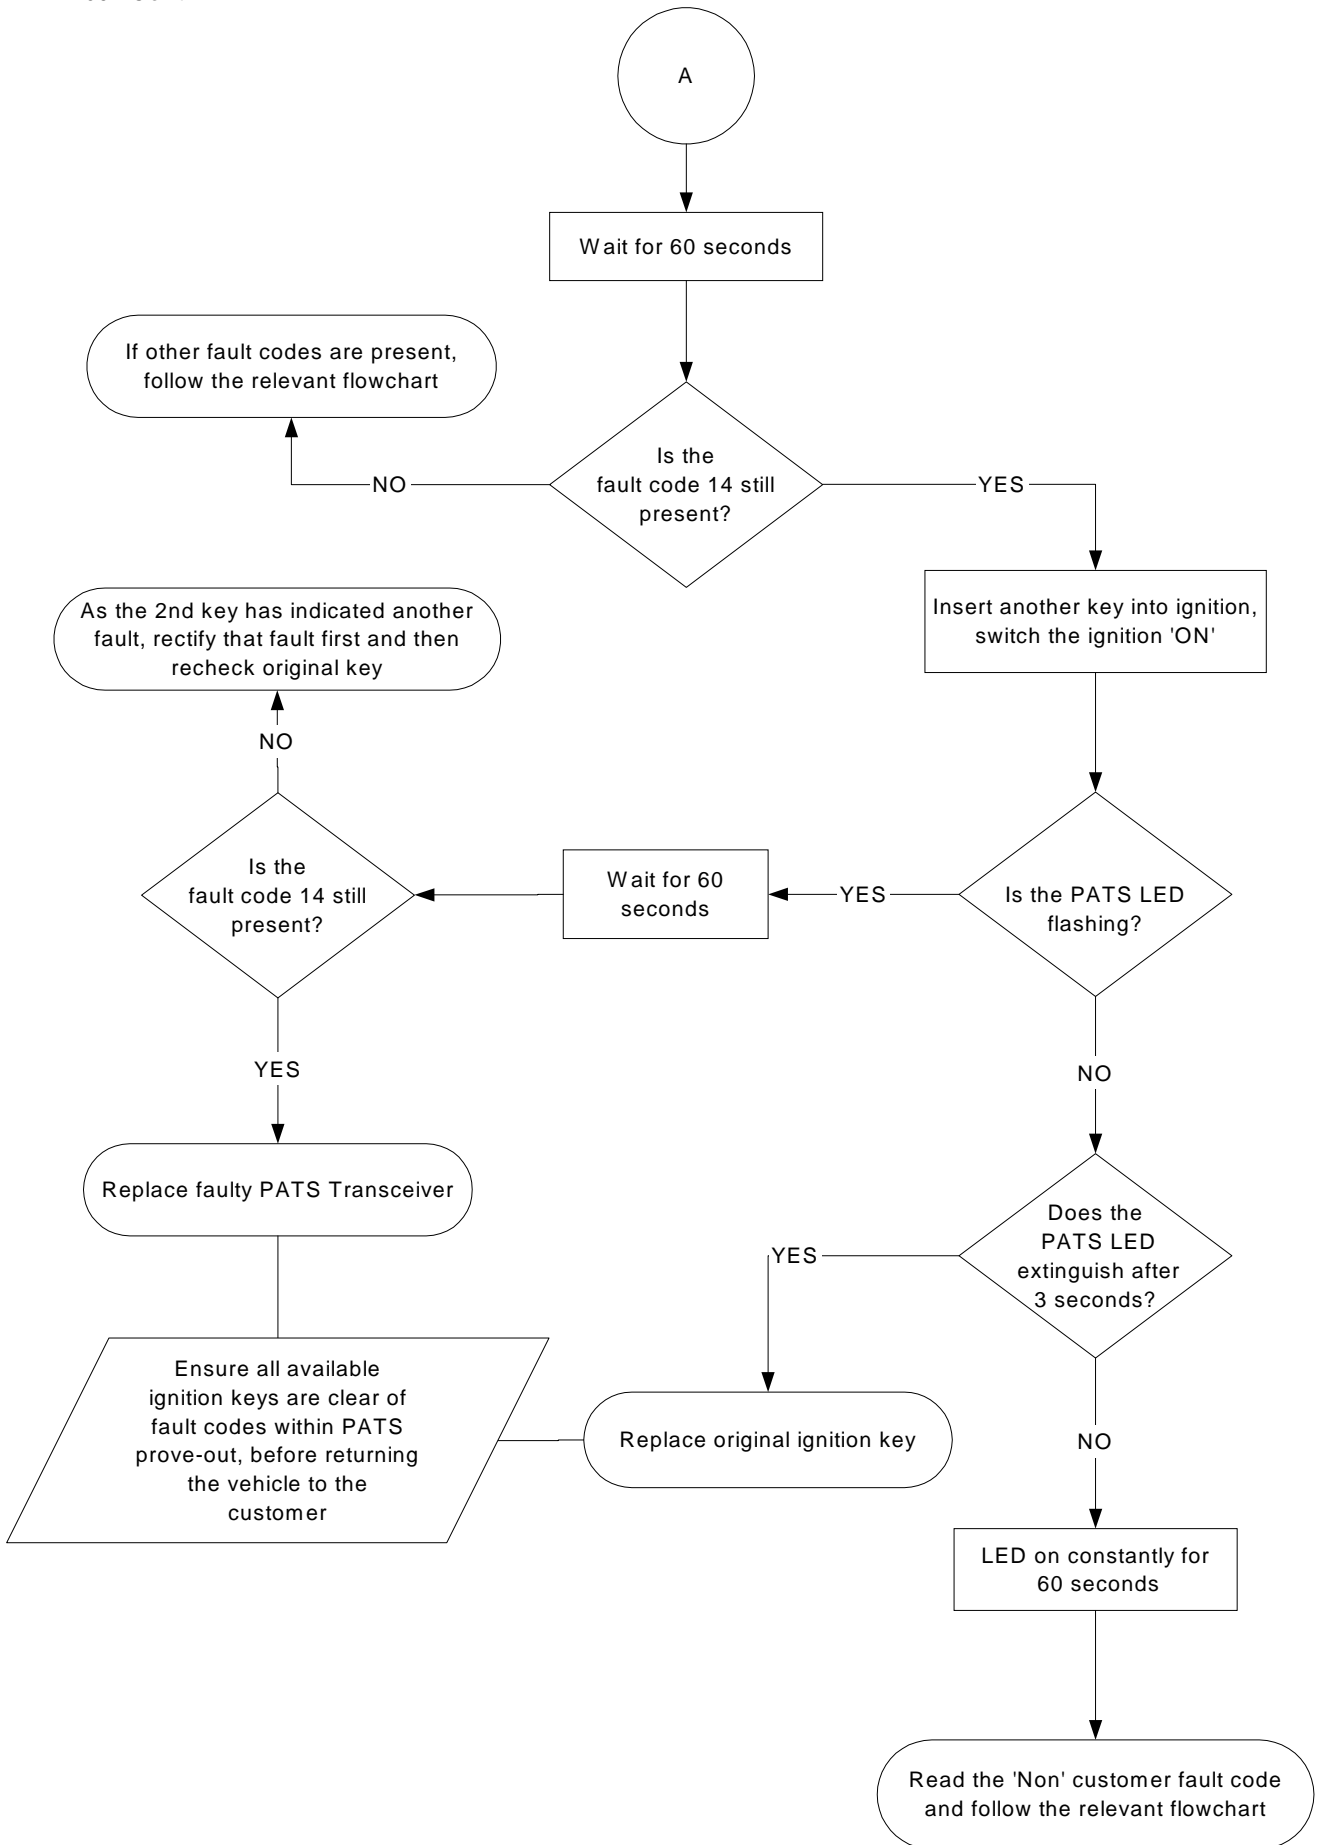 A
Wait for 60 seconds
If other fault codes are present,
follow the relevant flowchart
Is the
fault code 14 still
present?
NO
YES
Insert another key into ignition,
switch the ignition 'ON'
As the 2nd key has indicated another
fault, rectify that fault first and then
recheck original key
NO
Is the
fault code 14 still
present?
Wait for 60
seconds
YES
Is the PATS LED
flashing?
YES
NO
Replace faulty PATS Transceiver
Does the
PATS LED
extinguish after
3 seconds?
YES
Ensure all available
ignition keys are clear of
fault codes within PATS
prove-out, before returning
the vehicle to the
customer
Replace original ignition key
NO
LED on constantly for
60 seconds
Read the 'Non' customer fault code
and follow the relevant flowchart